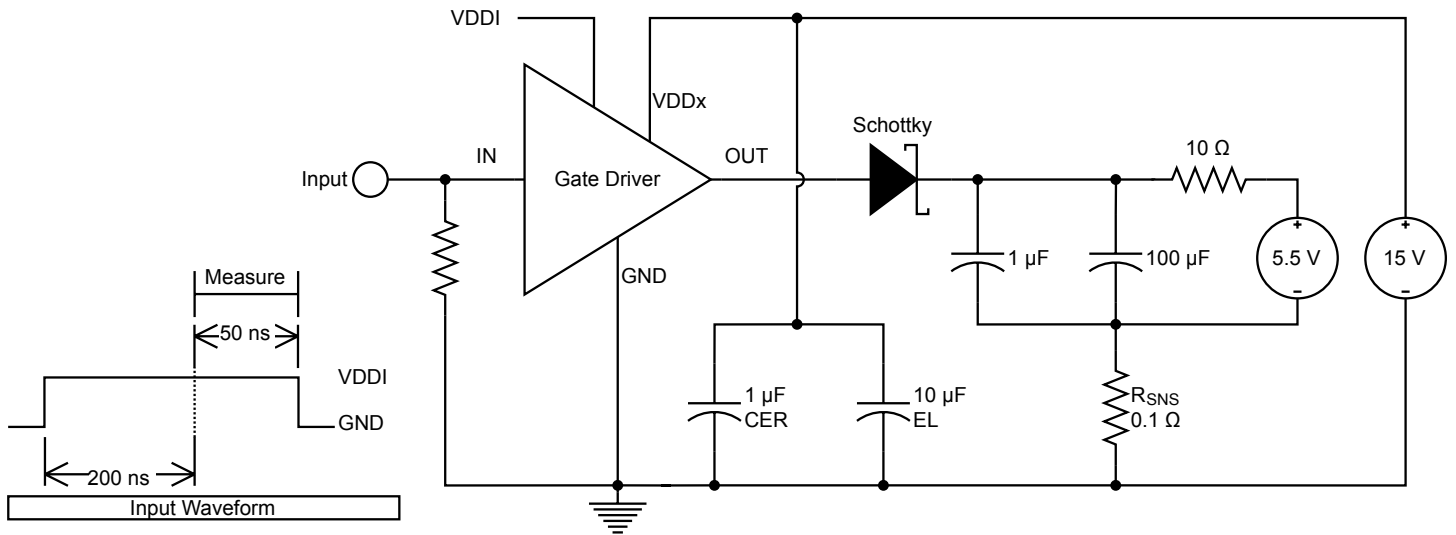 VDDI
VDDx
Schottky
IN
OUT
10 Ω
Input
Gate Driver
+
+
1 µF
100 µF
5.5 V
15 V
GND
–
–
Measure
50 ns
VDDI
1 µF
CER
10 µF
EL
RSNS
0.1 Ω
GND
200 ns
Input Waveform